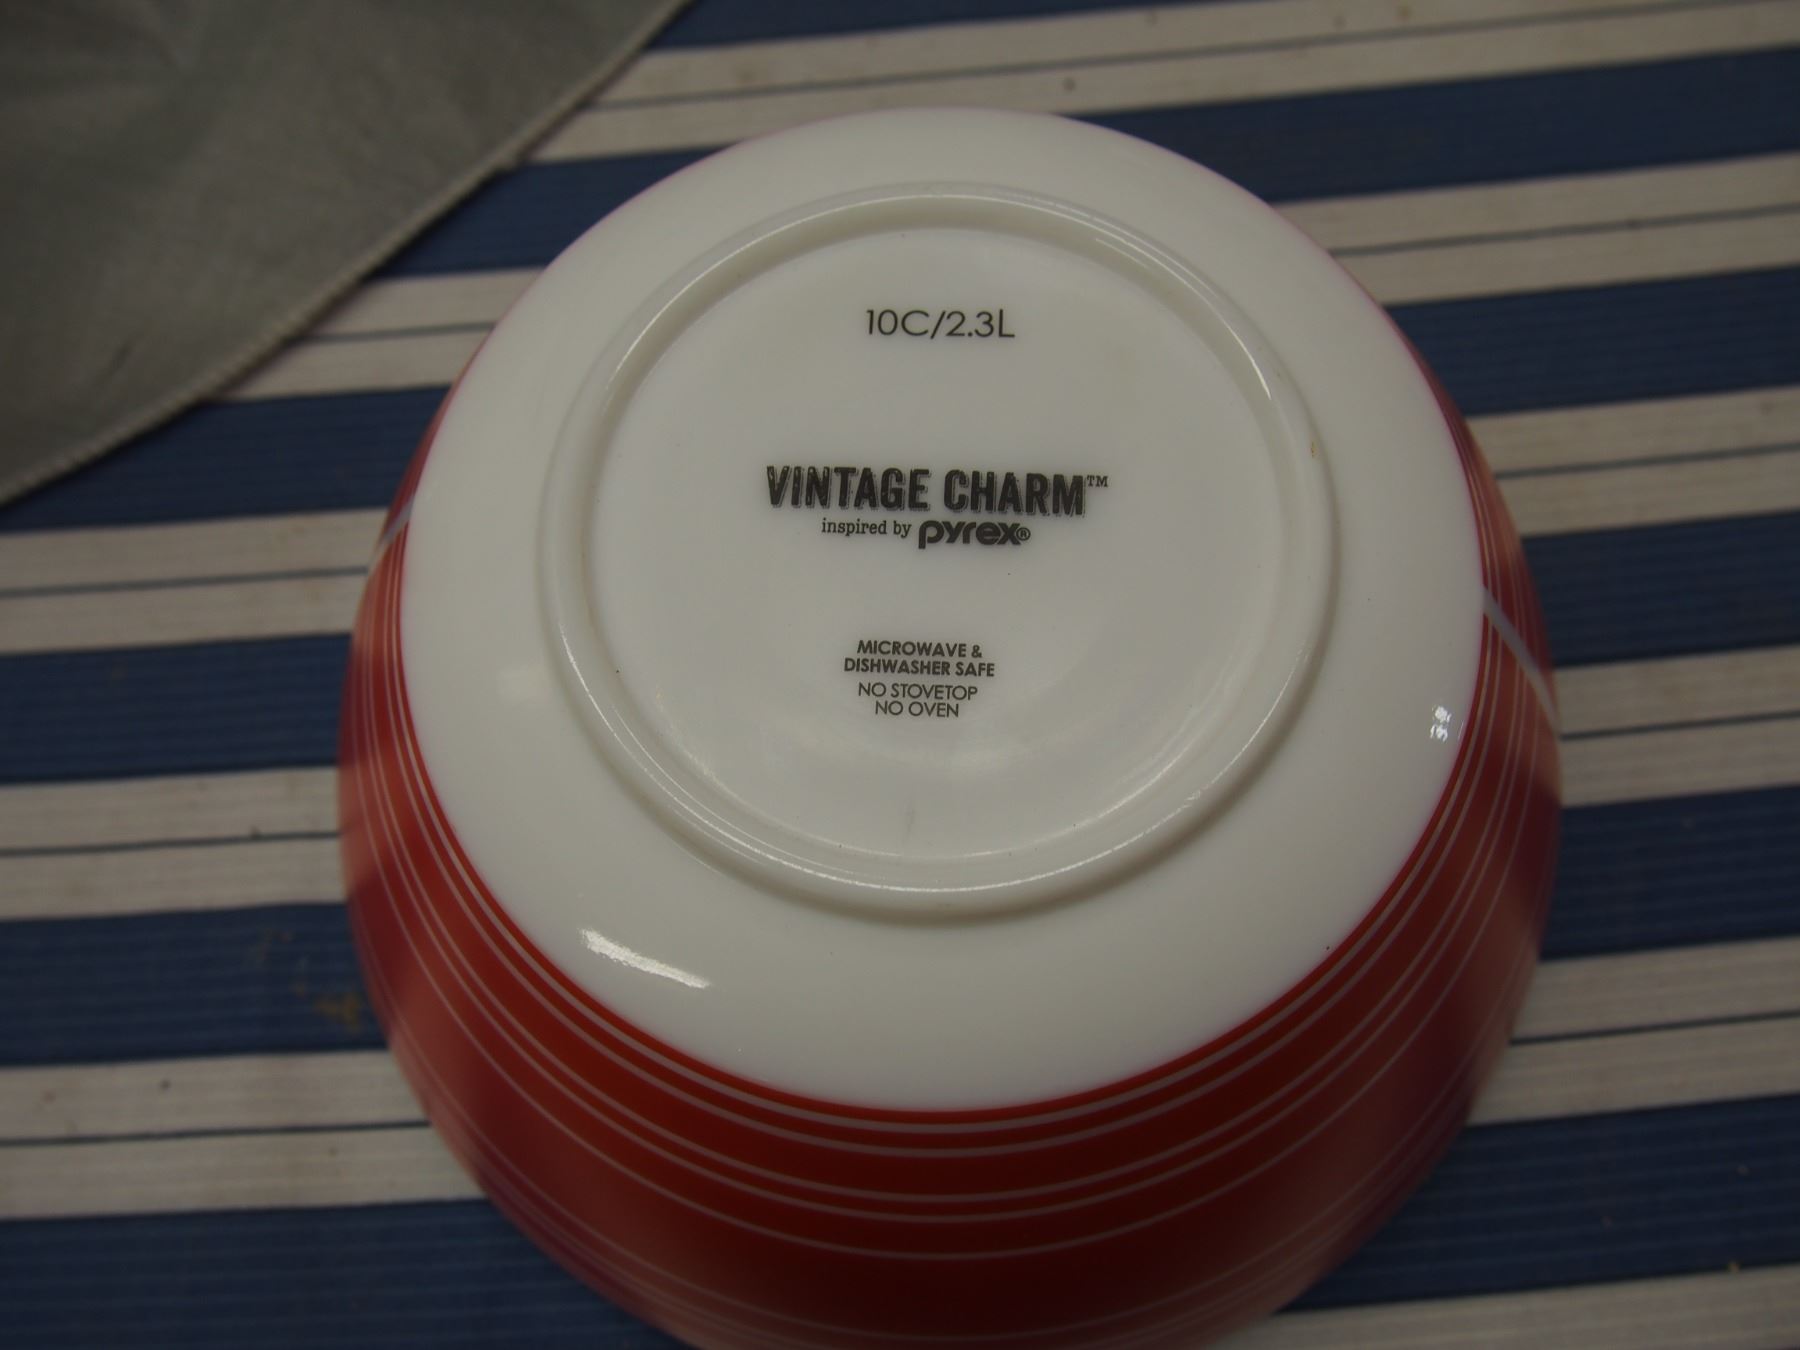 10C/2.3L
VINTAGE CHARM™
inspired by pyrex®
MICROWAVE &
DISHWASHER SAFE
NO STOVETOP
NO OVEN